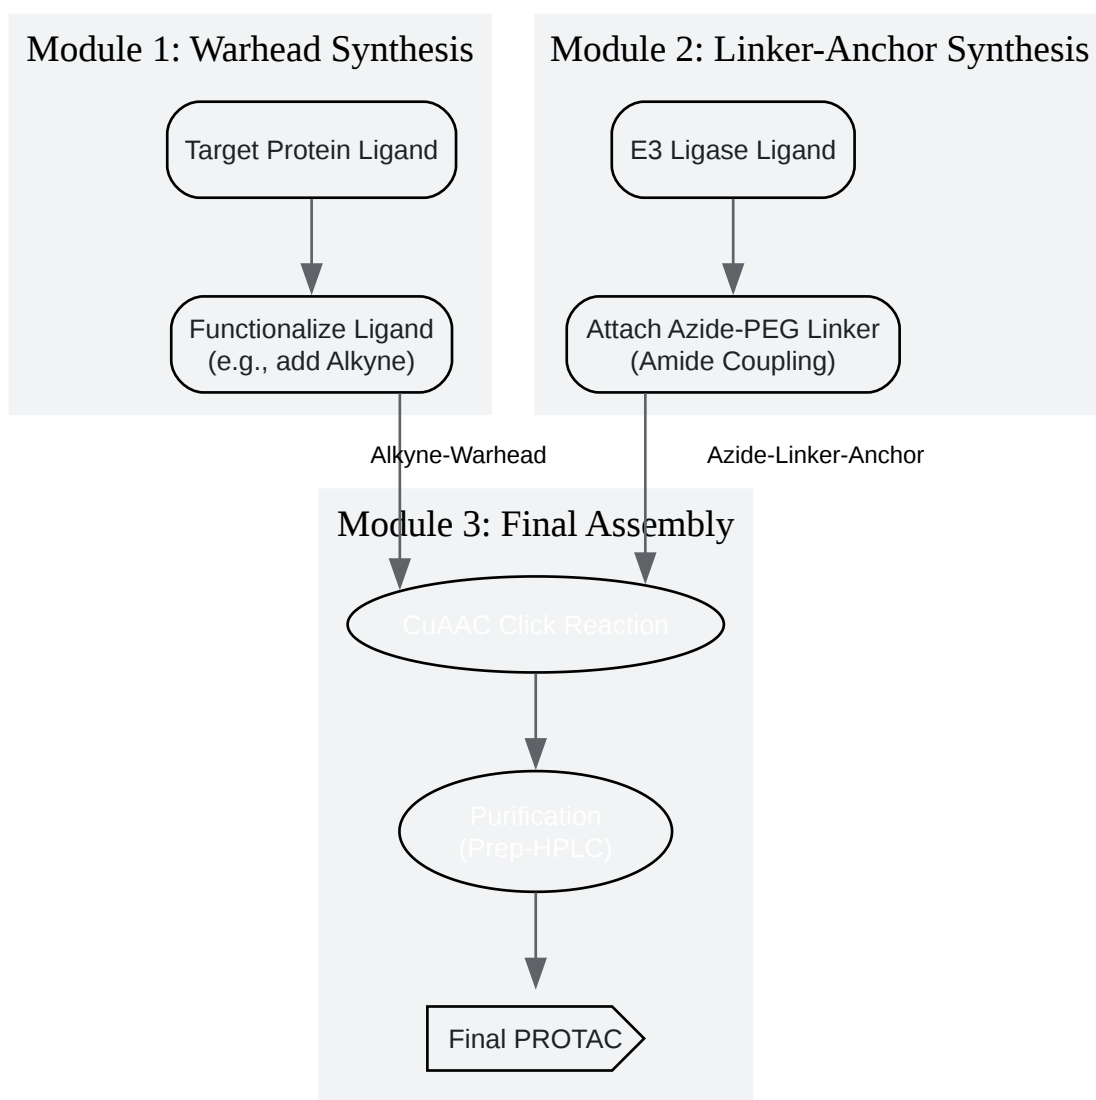 Module 1: Warhead Synthesis
Target Protein Ligand
Functionalize Ligand
(e.g., add Alkyne)
Module 2: Linker-Anchor Synthesis
E3 Ligase Ligand
Attach Azide-PEG Linker
(Amide Coupling)
Alkyne-Warhead
Azide-Linker-Anchor
Module 3: Final Assembly
CuAAC Click Reaction
Purification
(Prep-HPLC)
Final PROTAC